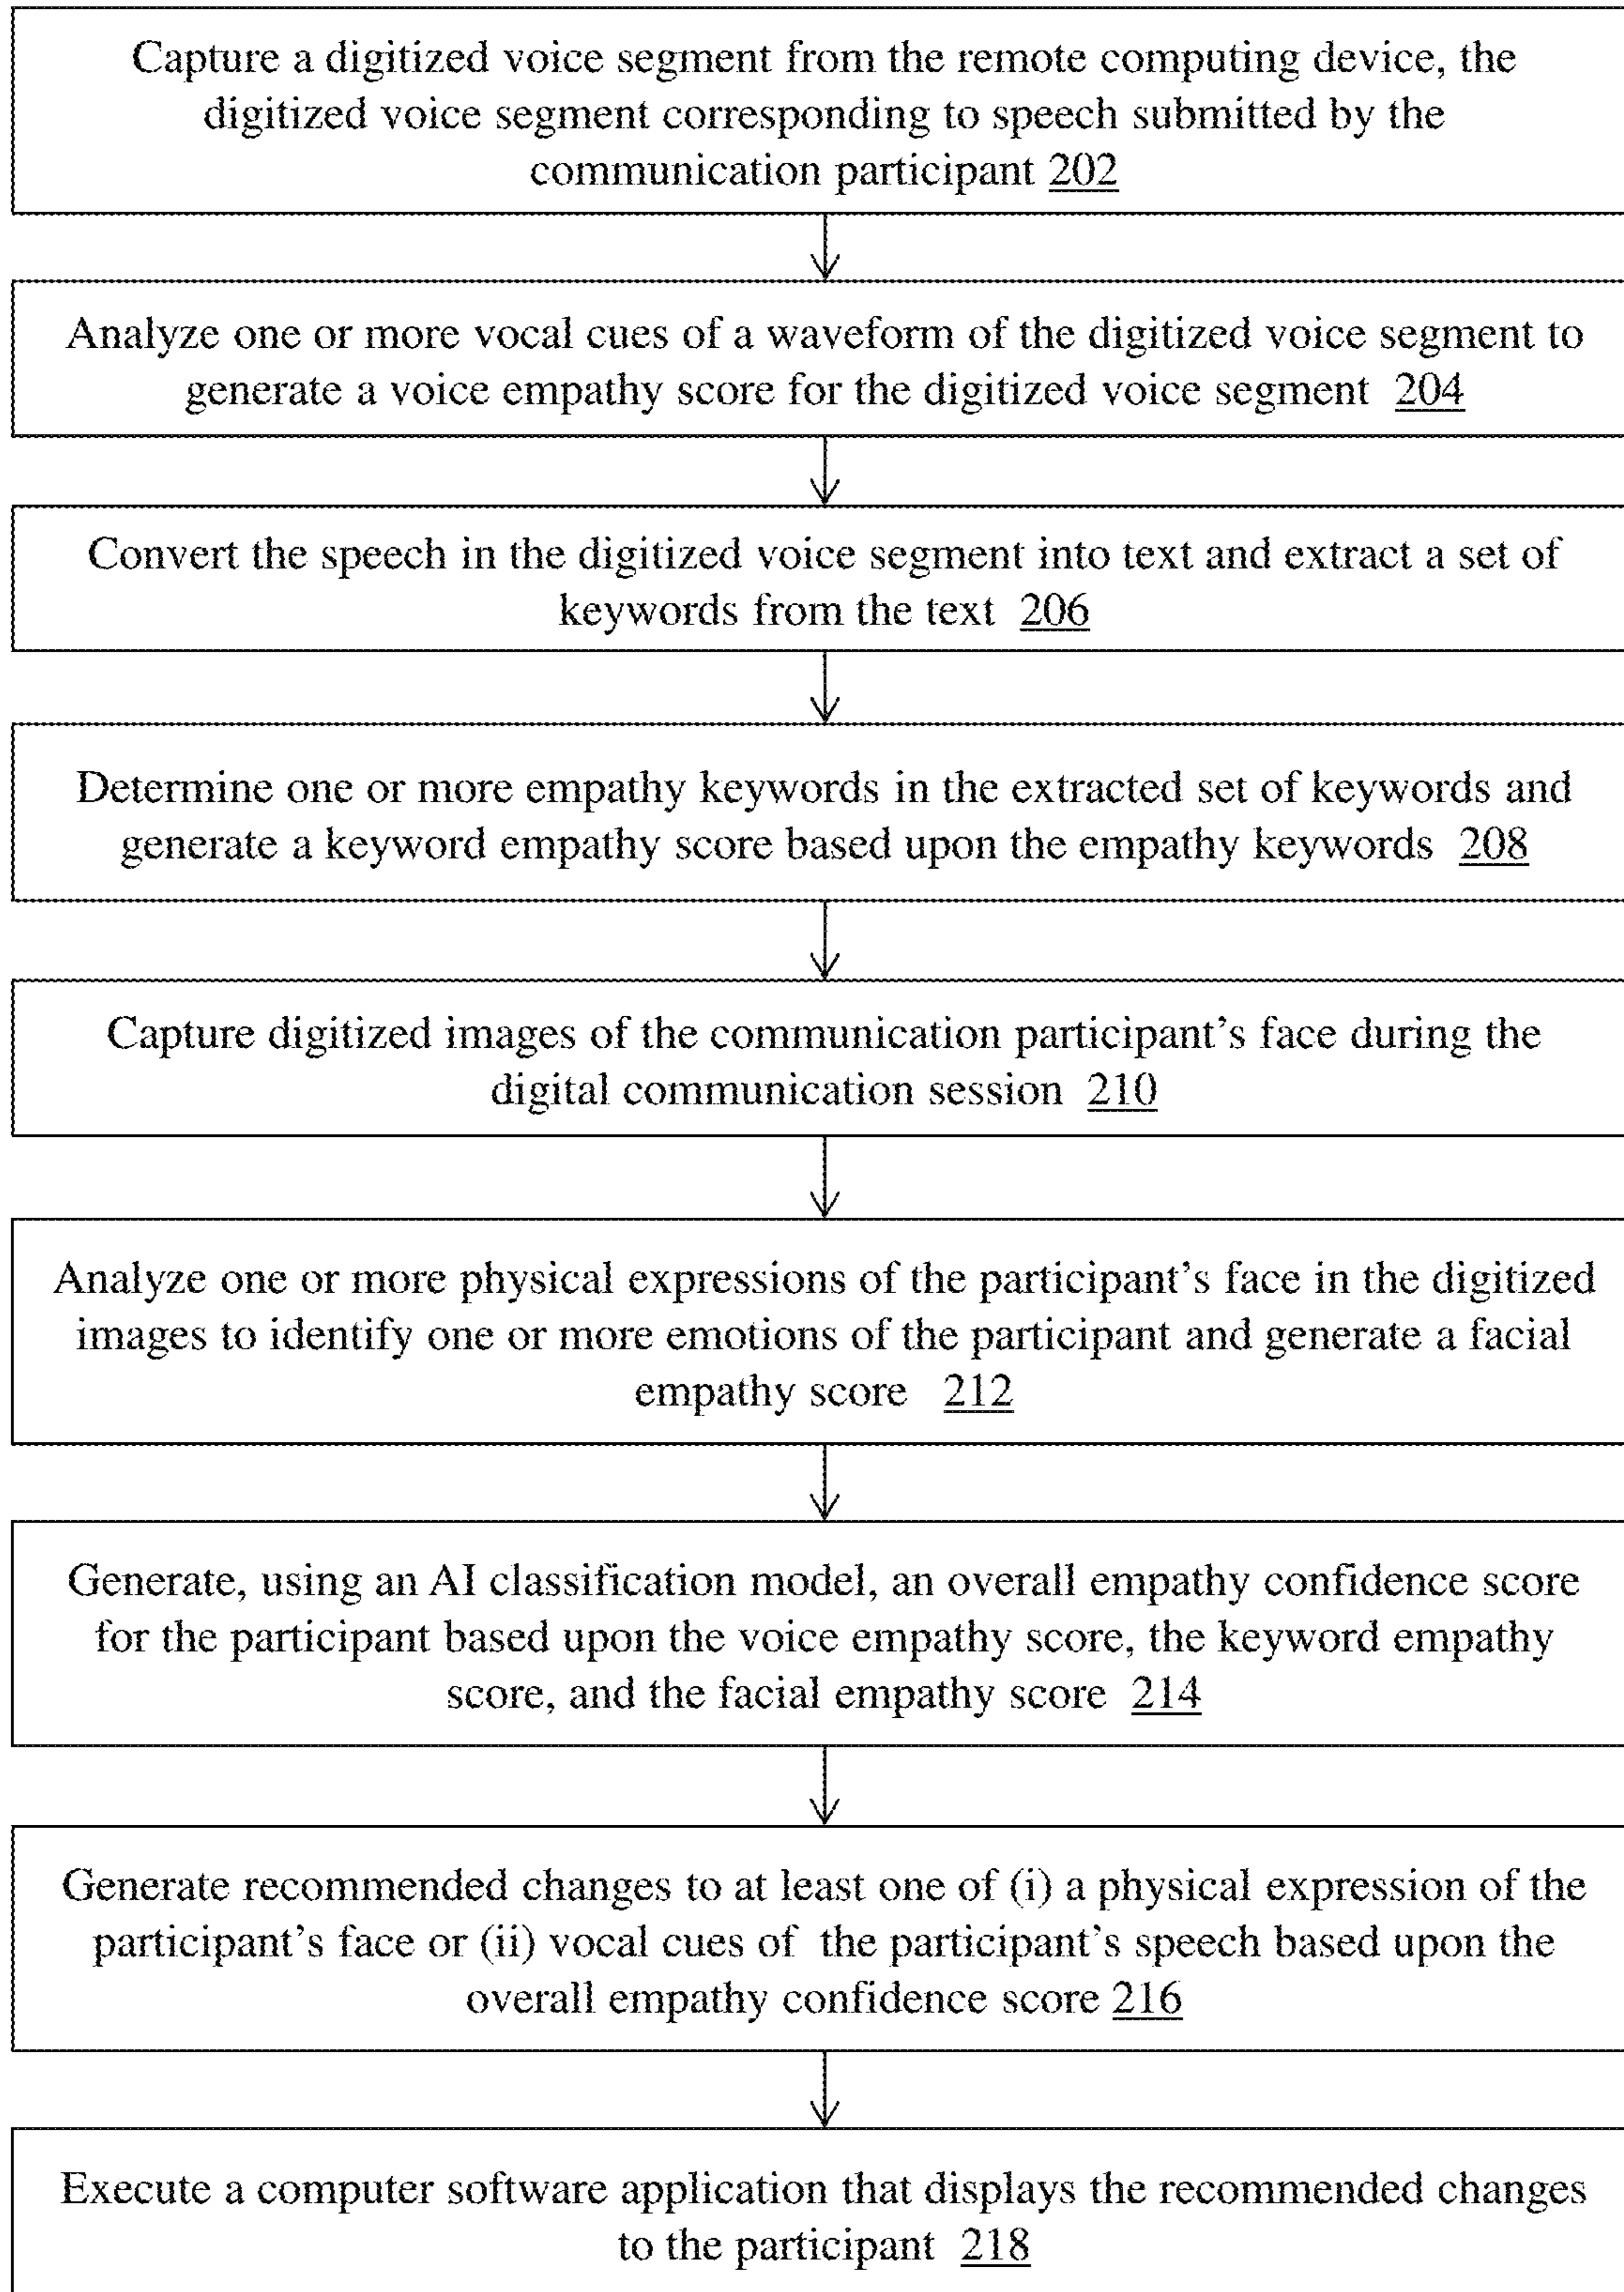 Capture a digitized voice segment from the remote computing device, the
digitized voice segment corresponding to speech submitted by the
communication participant 202
Analyze one or more vocal cues of a waveform of the digitized voice segment to
generate a voice empathy score for the digitized voice segment 204
Convert the speech in the digitized voice segment into text and extract a set of
keywords from the text 206
Determine one or more empathy keywords in the extracted set of keywords and
generate a keyword empathy score based upon the empathy keywords 208
Capture digitized images of the communication participant's face during the
digital communication session 210
Analyze one or more physical expressions of the participant's face in the digitized
images to identify one or more emotions of the participant and generate a facial
empathy score 212
Generate, using an AI classification model, an overall empathy confidence score
for the participant based upon the voice empathy score, the keyword empathy
score, and the facial empathy score 214
Generate recommended changes to at least one of (i) a physical expression of the
participant's face or (ii) vocal cues of the participant's speech based upon the
overall empathy confidence score 216
Execute a computer software application that displays the recommended changes
to the participant 218